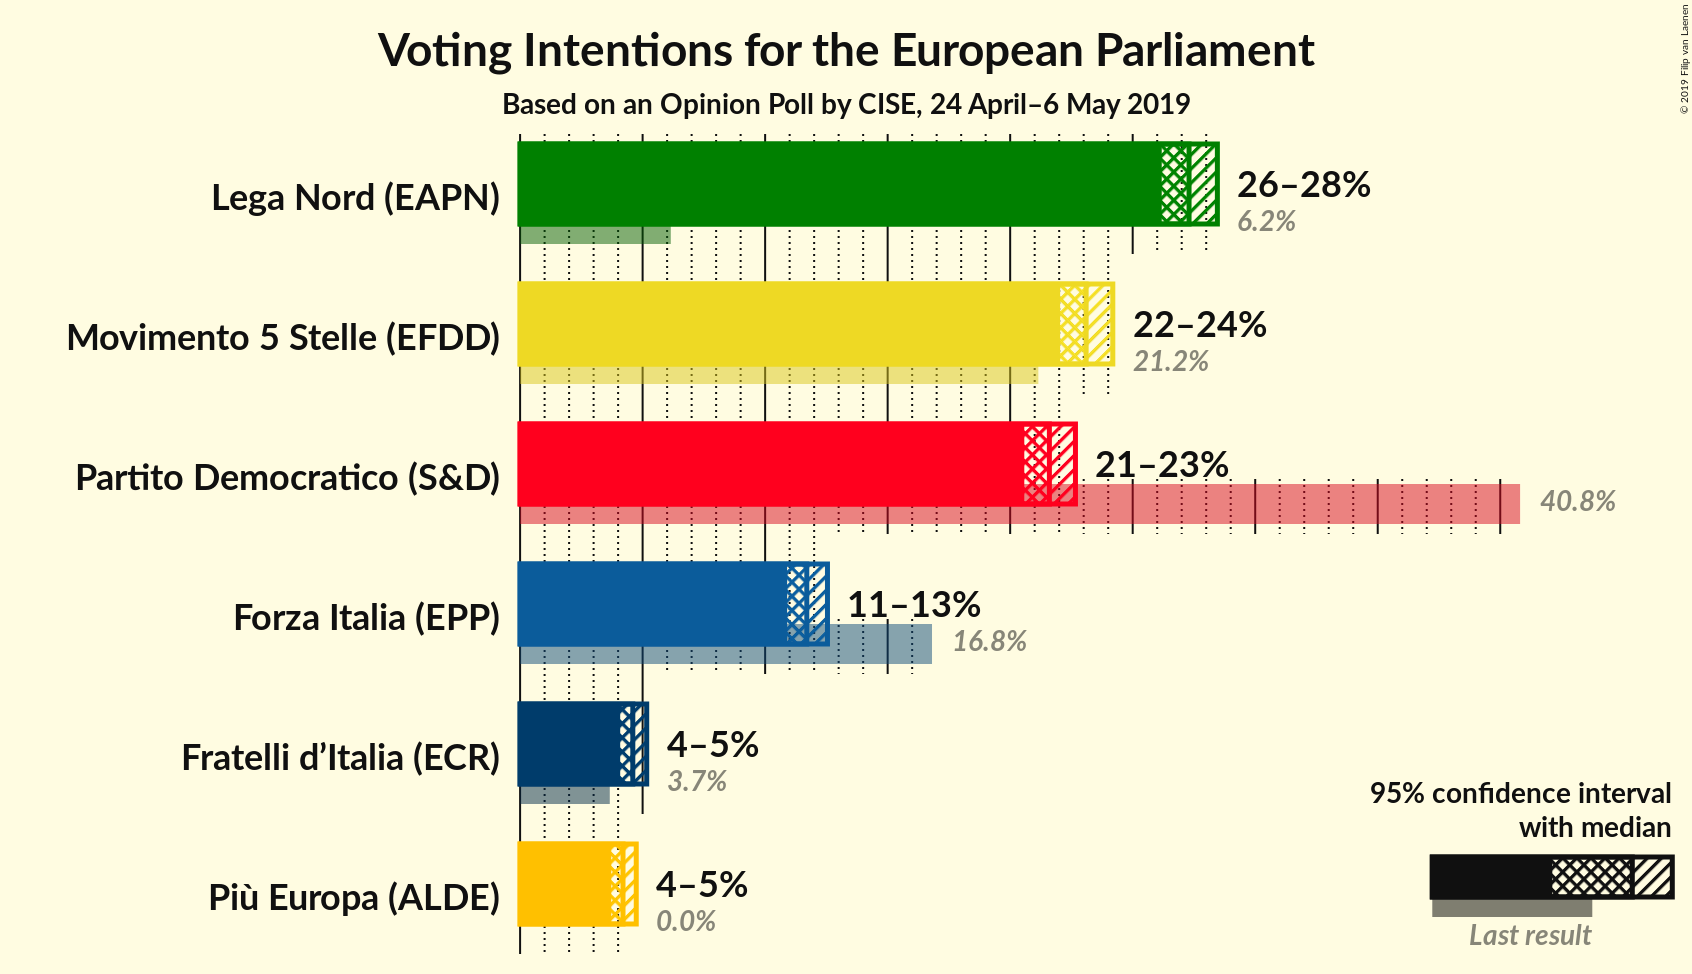 Voting Intentions for the European Parliament
Based on an Opinion Poll by CISE, 24 April–6 May 2019
© 2019 Filip van Laenen
Lega Nord (EAPN)
26–28%
6.2%
Movimento 5 Stelle (EFDD)
22–24%
21.2%
Partito Democratico (S&D)
21–23%
40.8%
Forza Italia (EPP)
11–13%
16.8%
Fratelli d’Italia (ECR)
4–5%
3.7%
Più Europa (ALDE)
4–5%
0.0%
95% confidence interval
with median
Last result